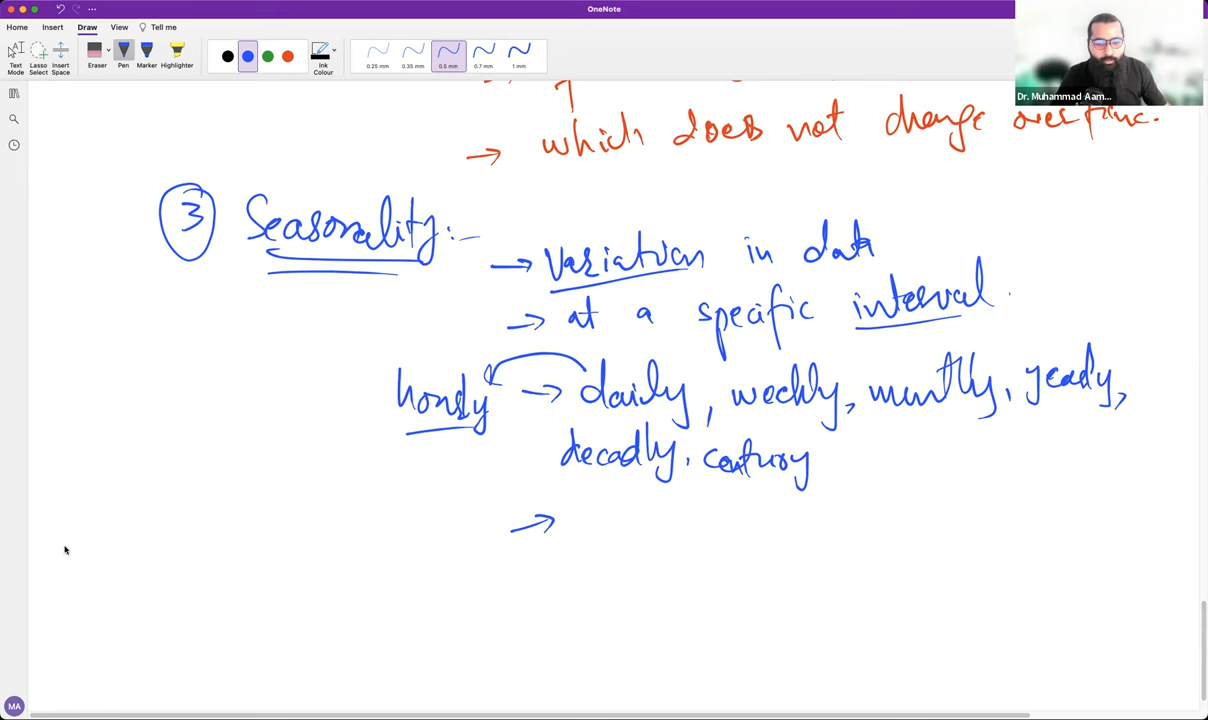 OneNote
Home Insert Draw View Tell me
Text Mode Lasso Select Insert Space Eraser Pen Marker Highlighter Ink Colour 0.25 mm 0.35 mm 0.5 mm 0.7 mm 1 mm
Dr. Muhammad Aam...
→ which does not change over time.
3 Seasonality:-
→ Variation in data
→ at a specific interval.
hourly → daily, weekly, monthly, yearly,
decadly, century
→
MA